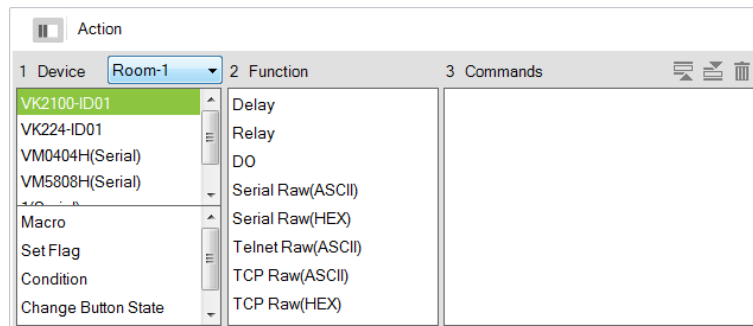 Action
1 Device Room-1 2 Function 3 Commands
VK2100-ID01
VK224-ID01
VM0404H(Serial)
VM5808H(Serial)
Macro
Set Flag
Condition
Change Button State
Delay
Relay
DO
Serial Raw(ASCII)
Serial Raw(HEX)
Telnet Raw(ASCII)
TCP Raw(ASCII)
TCP Raw(HEX)